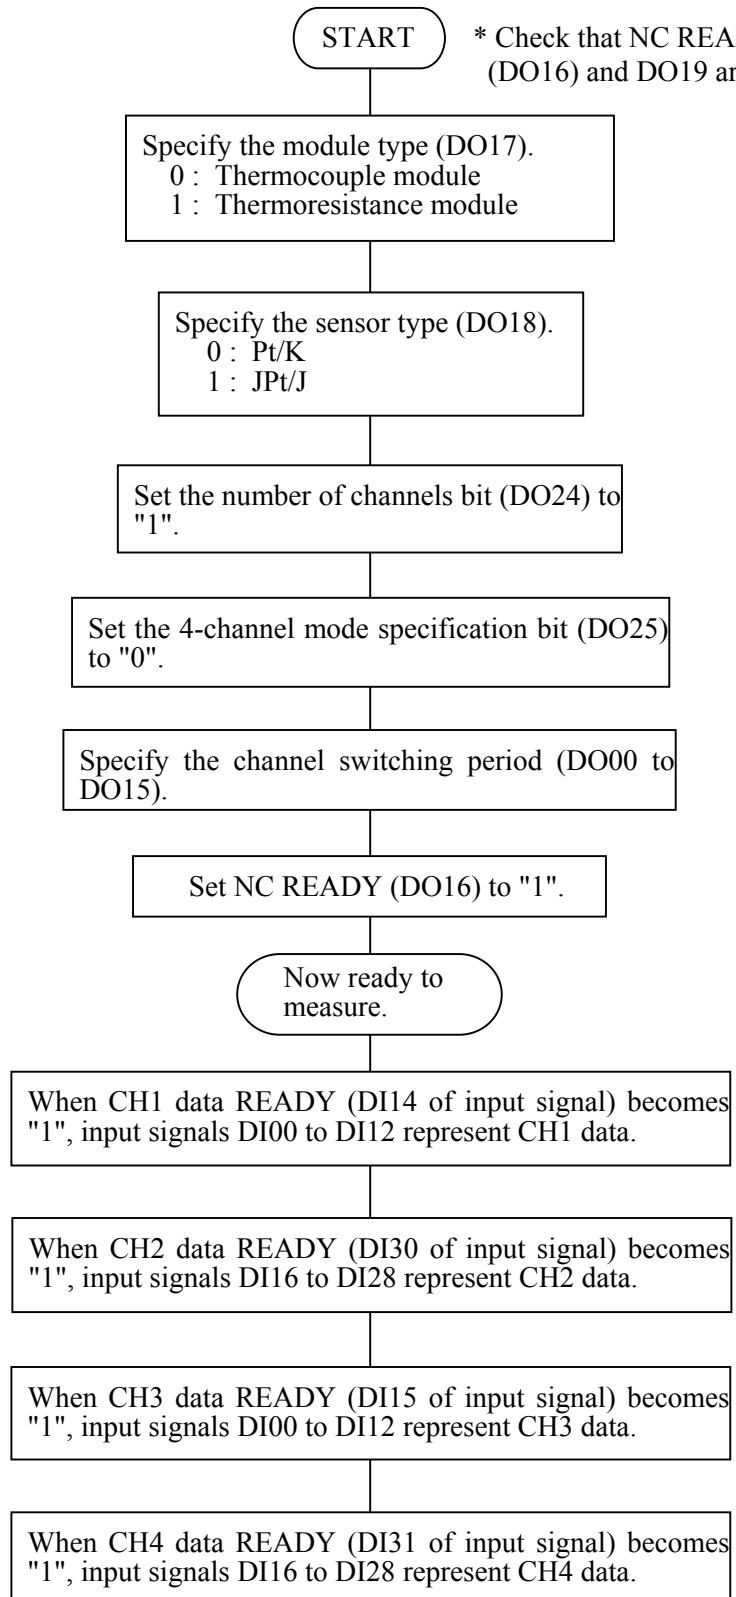 START
* Check that NC REA
(DO16) and DO19 ar
Specify the module type (DO17).
0 : Thermocouple module
1 : Thermoresistance module
Specify the sensor type (DO18).
0 : Pt/K
1 : JPt/J
Set the number of channels bit (DO24) to
"1".
Set the 4-channel mode specification bit (DO25)
to "0".
Specify the channel switching period (DO00 to
DO15).
Set NC READY (DO16) to "1".
Now ready to
measure.
When CH1 data READY (DI14 of input signal) becomes
"1", input signals DI00 to DI12 represent CH1 data.
When CH2 data READY (DI30 of input signal) becomes
"1", input signals DI16 to DI28 represent CH2 data.
When CH3 data READY (DI15 of input signal) becomes
"1", input signals DI00 to DI12 represent CH3 data.
When CH4 data READY (DI31 of input signal) becomes
"1", input signals DI16 to DI28 represent CH4 data.